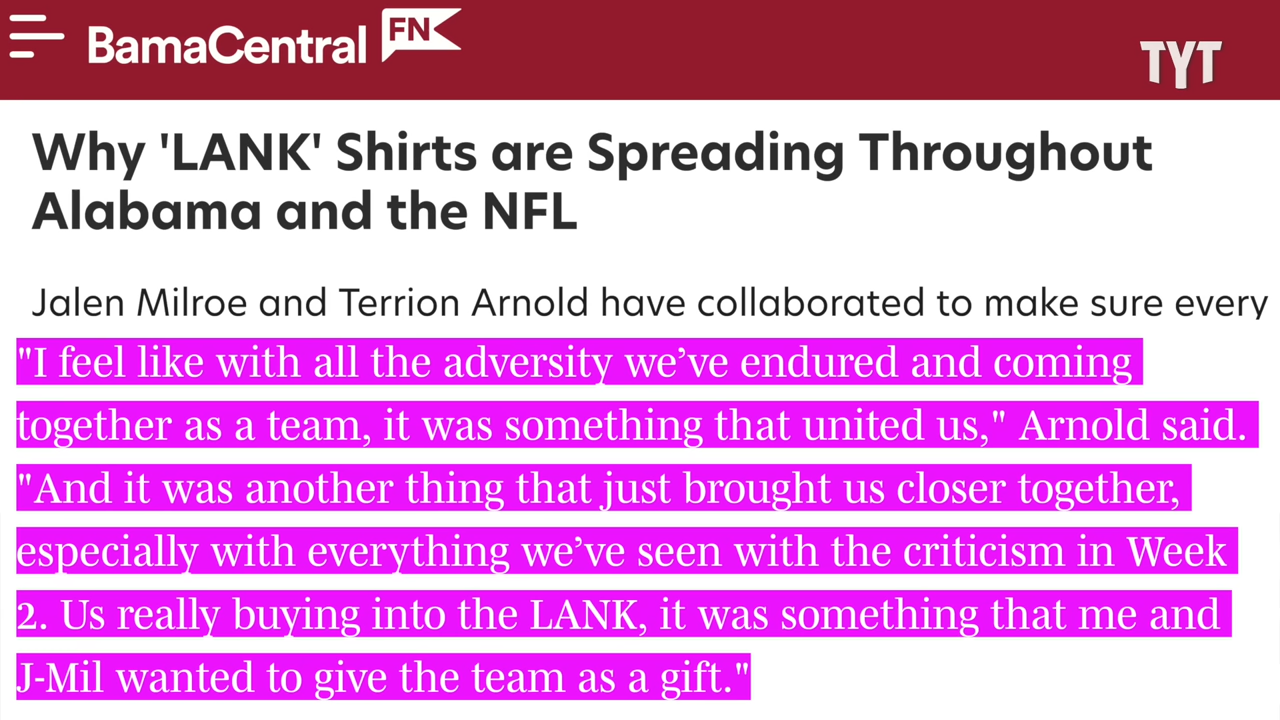 BamaCentral FN
TYT
Why 'LANK' Shirts are Spreading Throughout
Alabama and the NFL
Jalen Milroe and Terrion Arnold have collaborated to make sure every
"I feel like with all the adversity we’ve endured and coming
together as a team, it was something that united us," Arnold said.
"And it was another thing that just brought us closer together,
especially with everything we’ve seen with the criticism in Week
2. Us really buying into the LANK, it was something that me and
J-Mil wanted to give the team as a gift."